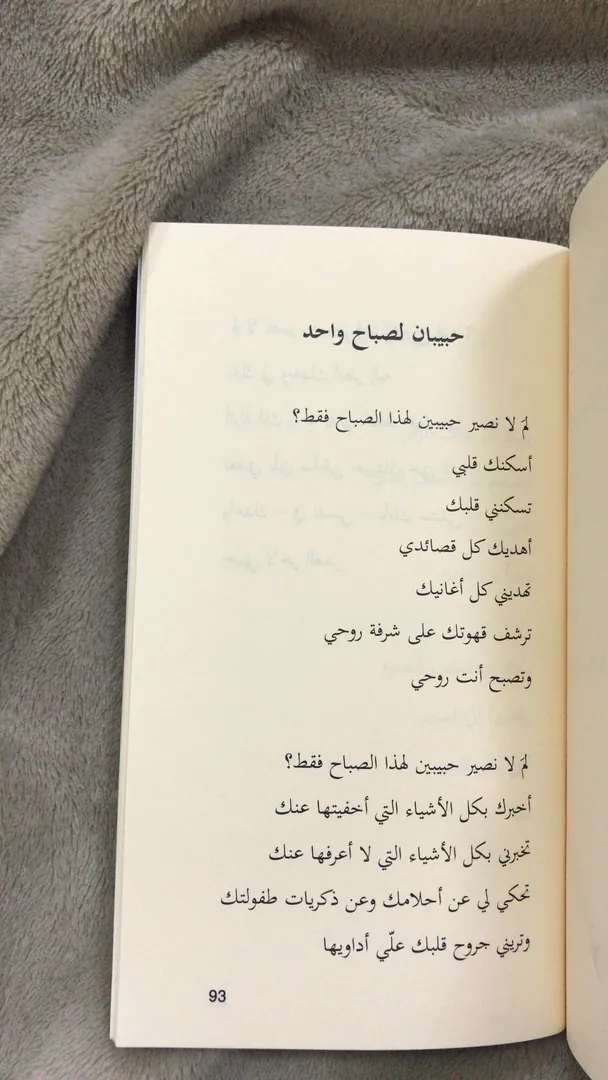 حبيبان لصباح واحد
لمَ لا نصير حبيبين لهذا الصباح فقط؟
أسكنك قلبي
تسكنني قلبك
أهديك كل قصائدي
تهديني كل أغانيك
ترشف قهوتك على شرفة روحي
وتصبح أنت روحي
لمَ لا نصير حبيبين لهذا الصباح فقط؟
أخبرك بكل الأشياء التي أخفيتها عنك
تخبرني بكل الأشياء التي لا أعرفها عنك
تحكي لي عن أحلامك وعن ذكريات طفولتك
وتريني جروح قلبك علّي أداويها
93